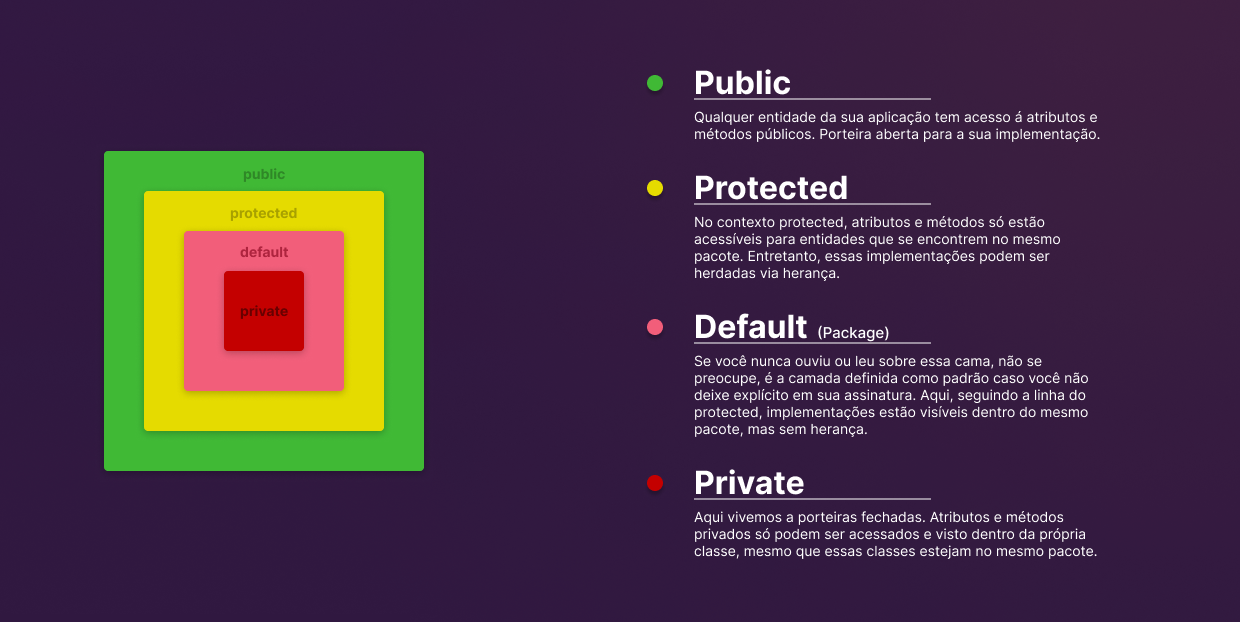 public
protected
default
private
Public
Qualquer entidade da sua aplicação tem acesso á atributos e
métodos públicos. Porteira aberta para a sua implementação.
Protected
No contexto protected, atributos e métodos só estão
acessíveis para entidades que se encontrem no mesmo
pacote. Entretanto, essas implementações podem ser
herdadas via herança.
Default (Package)
Se você nunca ouviu ou leu sobre essa cama, não se
preocupe, é a camada definida como padrão caso você não
deixe explícito em sua assinatura. Aqui, seguindo a linha do
protected, implementações estão visíveis dentro do mesmo
pacote, mas sem herança.
Private
Aqui vivemos a porteiras fechadas. Atributos e métodos
privados só podem ser acessados e visto dentro da própria
classe, mesmo que essas classes estejam no mesmo pacote.